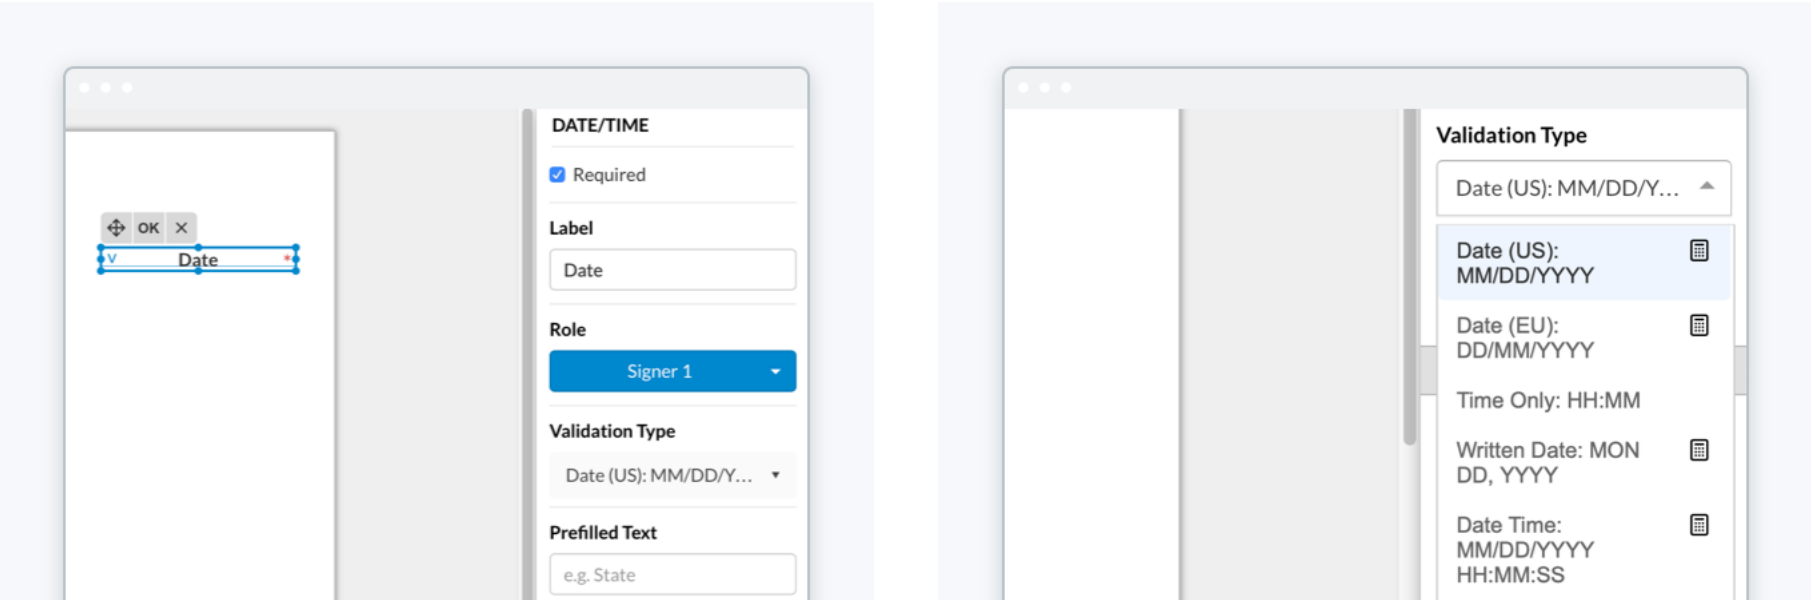 DATE/TIME
Required
OK
Label
V
Date
*
Date
Role
Signer 1
Validation Type
Date (US): MM/DD/Y...
Prefilled Text
e.g. State
Validation Type
Date (US): MM/DD/Y...
Date (US):
MM/DD/YYYY
Date (EU):
DD/MM/YYYY
Time Only: HH:MM
Written Date: MON
DD, YYYY
Date Time:
MM/DD/YYYY
HH:MM:SS